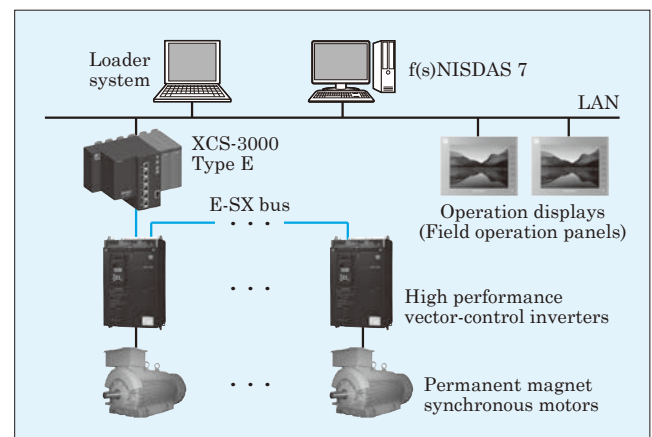 Loader
system
f(s)NISDAS 7
LAN
XCS-3000
Type E
E-SX bus
Operation displays
(Field operation panels)
High performance
vector-control inverters
Permanent magnet
synchronous motors